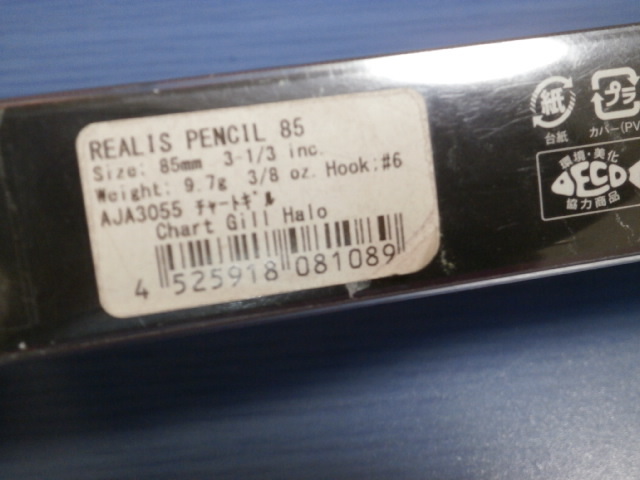 REALIS PENCIL 85
Size: 85mm 3-1/3 inc.
Weight: 9.7g 3/8 oz. Hook:#6
AJA3055 ﾁｬｰﾄｷﾞﾙ
Chart Gill Halo
4 525918 081089
紙
台紙
プラ
カバー(PV
環境・美化
DECO
協力商品